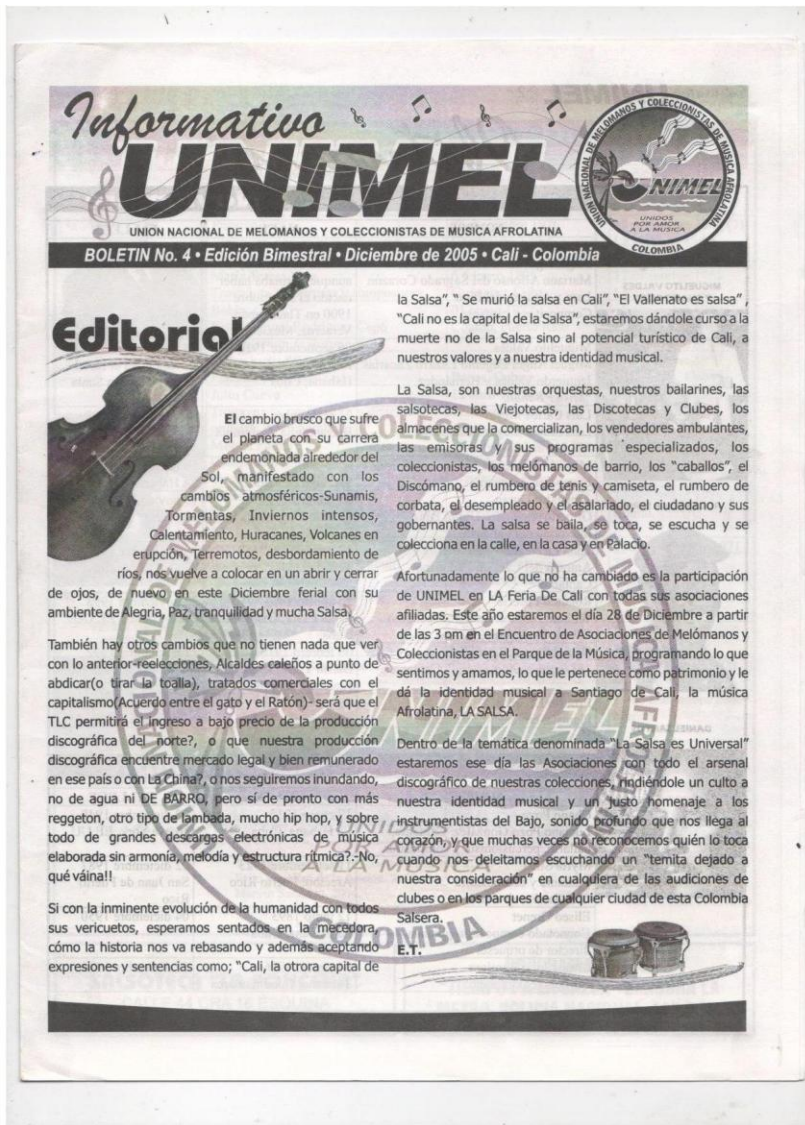 Informativo
UNIMEL
UNION NACIONAL DE MELOMANOS Y COLECCIONISTAS DE MUSICA AFROLATINA
UNION NACIONAL DE MELOMANOS Y COLECCIONISTAS DE MUSICA AFROLATINA
UNIMEL
UNIDOS
POR AMOR
A LA MUSICA
COLOMBIA
BOLETIN No. 4 • Edición Bimestral • Diciembre de 2005 • Cali - Colombia
Editorial
El cambio brusco que sufre
el planeta con su carrera
endemoniada alrededor del
Sol, manifestado con los
cambios atmosféricos-Sunamis,
Tormentas, Inviernos intensos,
Calentamiento, Huracanes, Volcanes en
erupción, Terremotos, desbordamiento de
ríos, nos vuelve a colocar en un abrir y cerrar
de ojos, de nuevo en este Diciembre ferial con su
ambiente de Alegria, Paz, tranquilidad y mucha Salsa.
También hay otros cambios que no tienen nada que ver
con lo anterior-reelecciones, Alcaldes caleños a punto de
abdicar(o tirar la toalla), tratados comerciales con el
capitalismo(Acuerdo entre el gato y el Ratón)- será que el
TLC permitirá el ingreso a bajo precio de la producción
discográfica del norte?, o que nuestra producción
discográfica encuentre mercado legal y bien remunerado
en ese país o con La China?, o nos seguiremos inundando,
no de agua ni DE BARRO, pero sí de pronto con más
reggeton, otro tipo de lambada, mucho hip hop, y sobre
todo de grandes descargas electrónicas de música
elaborada sin armonía, melodía y estructura rítmica?.-No,
qué váina!!
Si con la inminete evolución de la humanidad con todos
sus vericuetos, esperamos sentados en la mecedora,
cómo la historia nos va rebasando y además aceptando
expresiones y sentencias como; "Cali, la otrora capital de
la Salsa", " Se murió la salsa en Cali", "El Vallenato es salsa" ,
"Cali no es la capital de la Salsa", estaremos dándole curso a la
muerte no de la Salsa sino al potencial turístico de Cali, a
nuestros valores y a nuestra identidad musical.
La Salsa, son nuestras orquestas, nuestros bailarines, las
salsotecas, las Viejotecas, las Discotecas y Clubes, los
almacenes que la comercializan, los vendedores ambulantes,
las emisoras y sus programas especializados, los
coleccionistas, los melómanos de barrio, los "caballos", el
Discómano, el rumbero de tenis y camiseta, el rumbero de
corbata, el desempleado y el asalariado, el ciudadano y sus
gobernantes. La salsa se baila, se toca, se escucha y se
colecciona en la calle, en la casa y en Palacio.
Afortunadamente lo que no ha cambiado es la participación
de UNIMEL en LA Feria De Cali con todas sus asociaciones
afiliadas. Este año estaremos el día 28 de diciembre a partir
de las 3 pm en el Encuentro de Asociaciones de Melómanos y
Coleccionistas en el Parque de la Música, programando lo que
sentimos y amamos, lo que le pertenece como patrimonio y le
dá la identidad musical a Santiago de Cali, la música
Afrolatina, LA SALSA.
Dentro de la temática denominada "La Salsa es Universal"
estaremos ese día las Asociaciones con todo el arsenal
discográfico de nuestras colecciones, rindiéndole un culto a
nuestra identidad musical y un justo homenaje a los
instrumentistas del Bajo, sonido profundo que nos llega al
corazón, y que muchas veces no reconocemos quién lo toca
cuando nos deleitamos escuchando un "temita dejado a
nuestra consideración" en cualquiera de las audiciones de
clubes o en los parques de cualquier ciudad de esta Colombia
Salsera.
E.T.